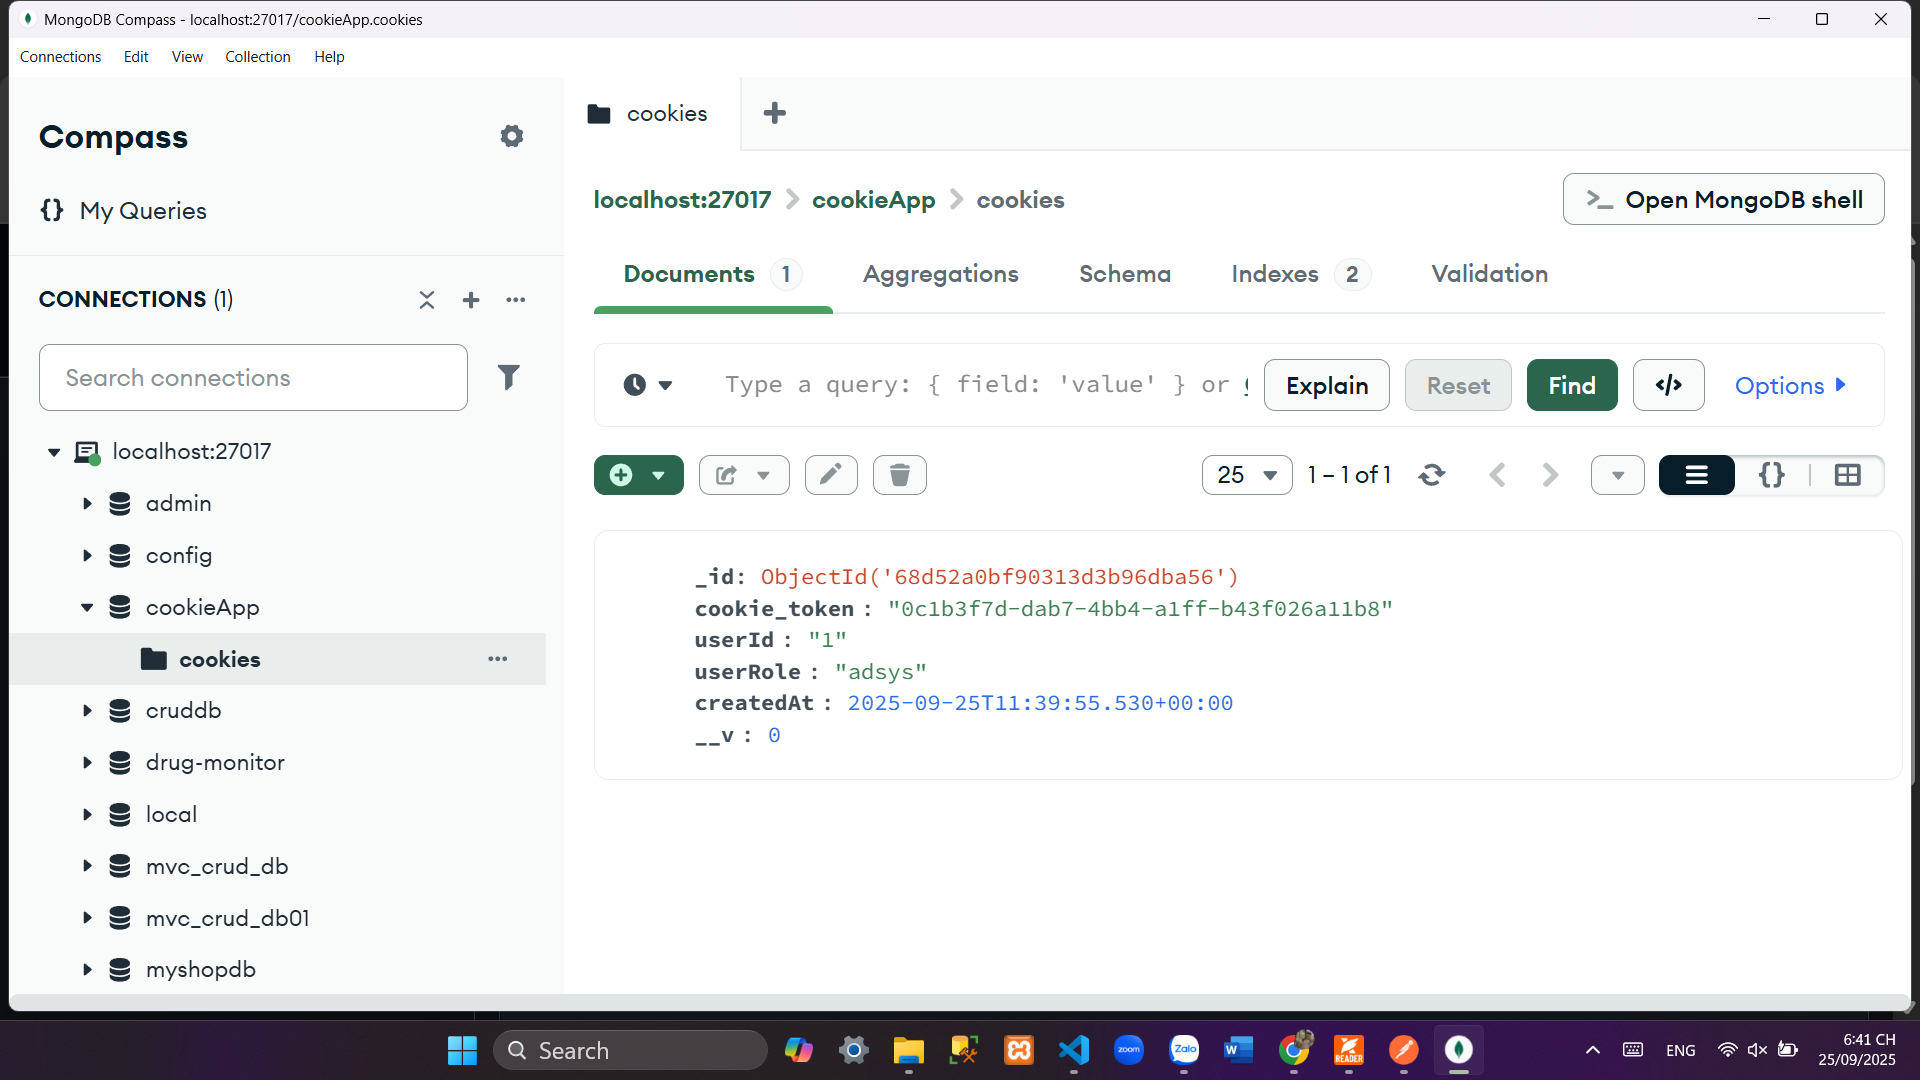 MongoDB Compass - localhost:27017/cookieApp.cookies
Connections Edit View Collection Help
Compass
{} My Queries
CONNECTIONS (1)
Search connections
localhost:27017
admin
config
cookieApp
cookies
cruddb
drug-monitor
local
mvc_crud_db
mvc_crud_db01
myshopdb
cookies
localhost:27017 > cookieApp > cookies
>_ Open MongoDB shell
Documents 1 Aggregations Schema Indexes 2 Validation
Type a query: { field: 'value' } or
Explain Reset Find </> Options
25 1 – 1 of 1 {}
_id: ObjectId('68d52a0bf90313d3b96dba56')
cookie_token : "0c1b3f7d-dab7-4bb4-a1ff-b43f026a11b8"
userId : "1"
userRole : "adsys"
createdAt : 2025-09-25T11:39:55.530+00:00
__v : 0
Search
zoom
Zalo
W
READER
ENG
6:41 CH
25/09/2025